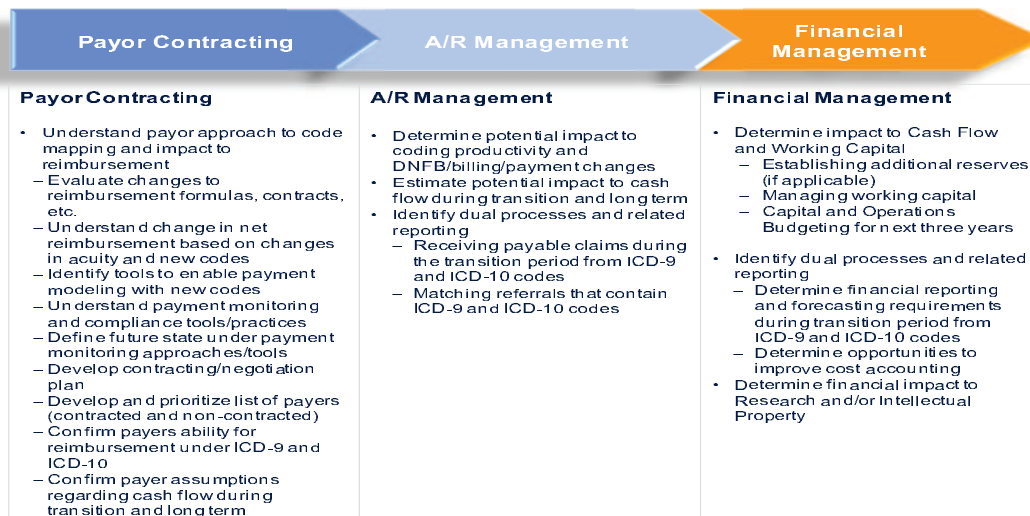 Payor Contracting
A/R Management
Financial
Management
Payor Contracting
• Understand payor approach to code
mapping and impact to
reimbursement
– Evaluate changes to
reimbursement formulas, contracts,
etc.
– Understand change in net
reimbursement based on changes
in acuity and new codes
– Identify tools to enable payment
modeling with new codes
– Understand payment monitoring
and compliance tools/practices
– Define future state under payment
monitoring approaches/tools
– Develop contracting/negotiation
plan
– Develop and prioritize list of payers
(contracted and non-contracted)
– Confirm payers ability for
reimbursement under ICD-9 and
ICD-10
– Confirm payer assumptions
regarding cash flow during
transition and long term
A/R Management
• Determine potential impact to
coding productivity and
DNFB/billing/payment changes
• Estimate potential impact to cash
flow during transition and long term
• Identify dual processes and related
reporting
– Receiving payable claims during
the transition period from ICD-9
and ICD-10 codes
– Matching referrals that contain
ICD-9 and ICD-10 codes
Financial Management
• Determine impact to Cash Flow
and Working Capital
– Establishing additional reserves
(if applicable)
– Managing working capital
– Capital and Operations
Budgeting for next three years
• Identify dual processes and related
reporting
– Determine financial reporting
and forecasting requirements
during transition period from
ICD-9 and ICD-10 codes
– Determine opportunities to
improve cost accounting
• Determine financial impact to
Research and/or Intellectual
Property